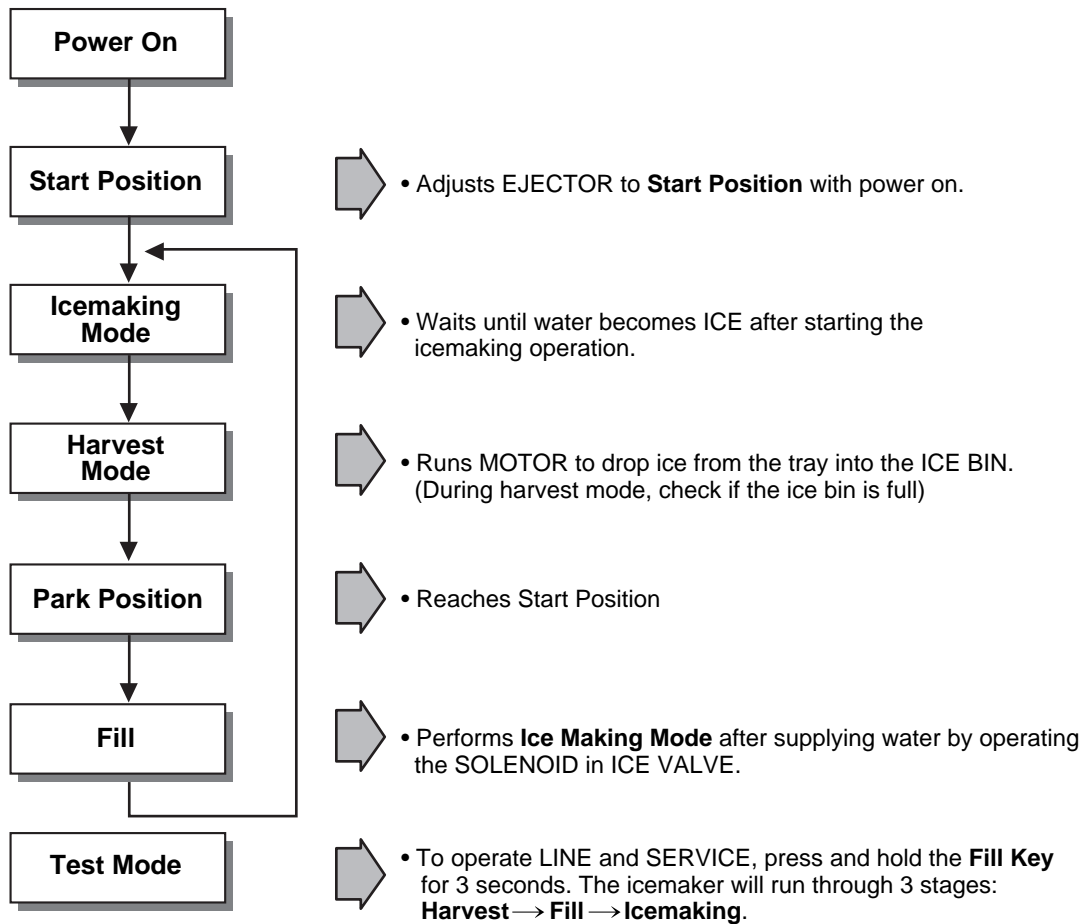 Power On
Start Position
• Adjusts EJECTOR to Start Position with power on.
Icemaking
Mode
• Waits until water becomes ICE after starting the
icemaking operation.
Harvest
Mode
• Runs MOTOR to drop ice from the tray into the ICE BIN.
(During harvest mode, check if the ice bin is full)
Park Position
• Reaches Start Position
Fill
• Performs Ice Making Mode after supplying water by operating
the SOLENOID in ICE VALVE.
Test Mode
• To operate LINE and SERVICE, press and hold the Fill Key
for 3 seconds. The icemaker will run through 3 stages:
Harvest→Fill→Icemaking.